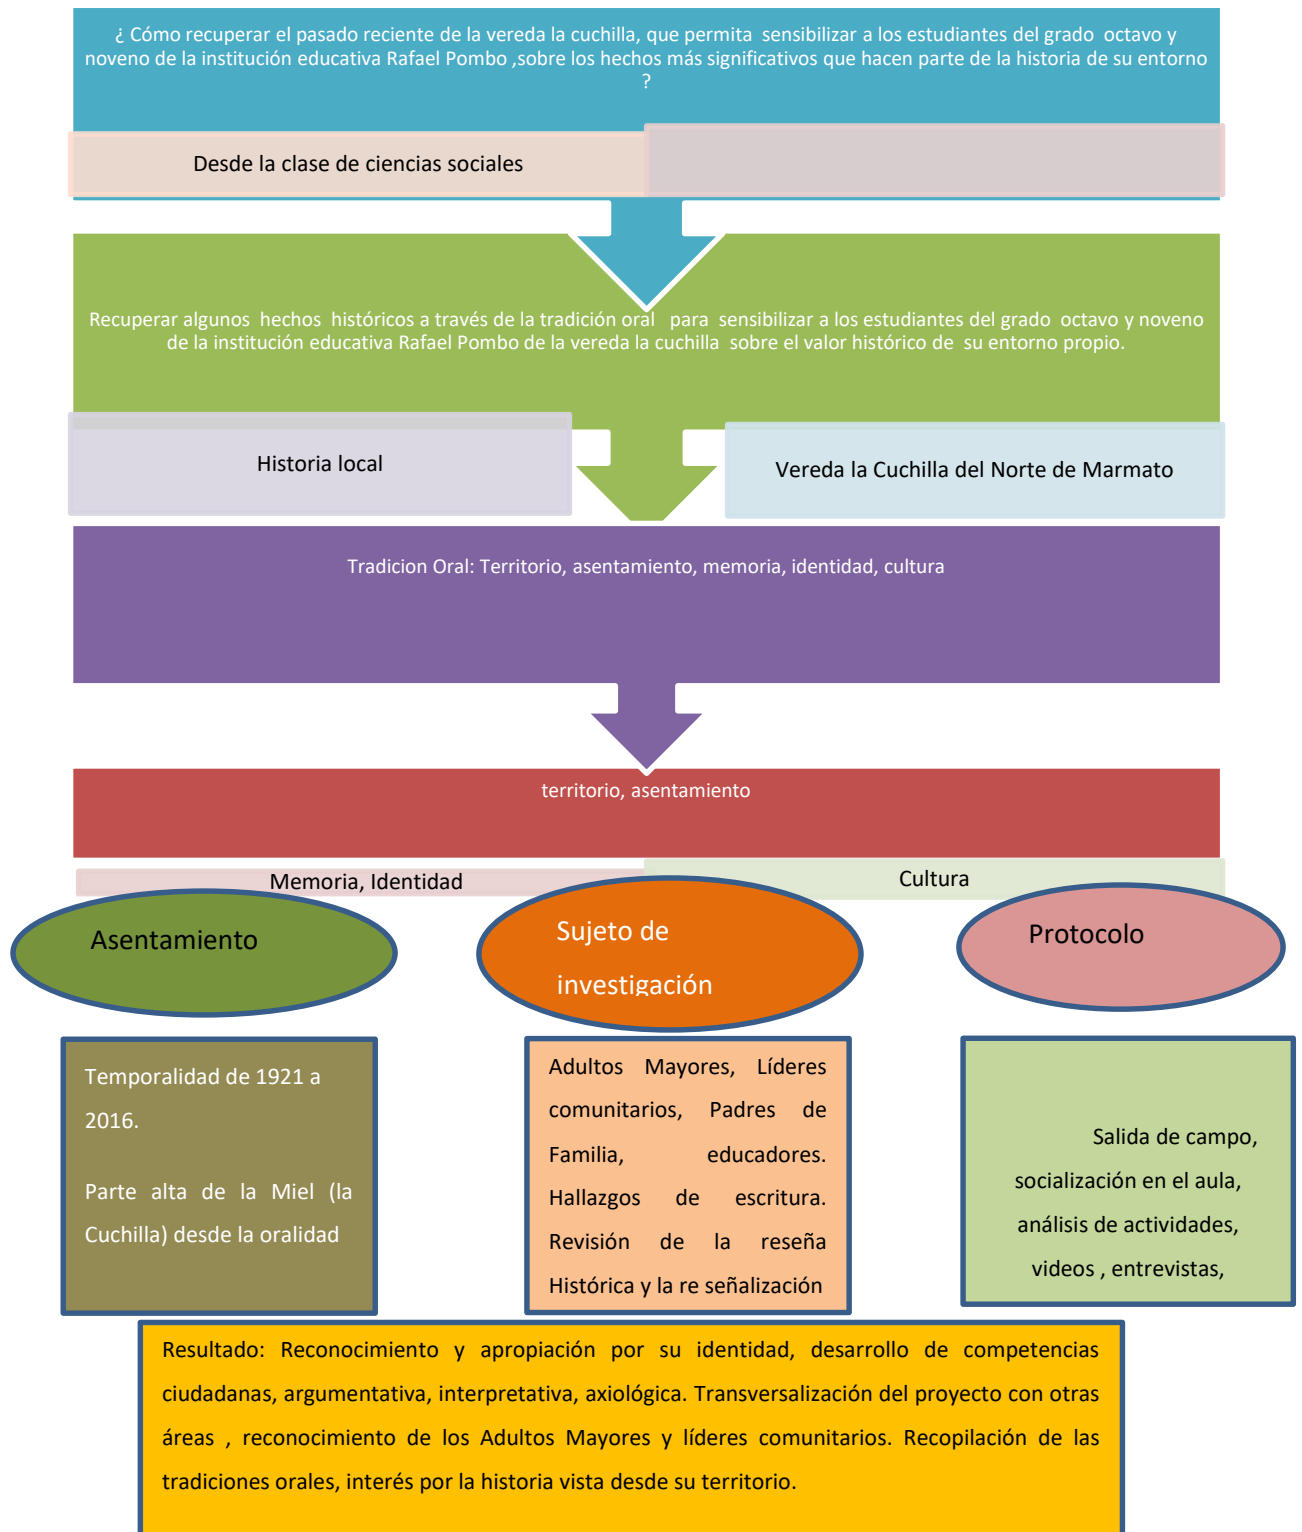 ¿ Cómo recuperar el pasado reciente de la vereda la cuchilla, que permita sensibilizar a los estudiantes del grado octavo y
noveno de la institución educativa Rafael Pombo ,sobre los hechos más significativos que hacen parte de la historia de su entorno
?
Desde la clase de ciencias sociales
Recuperar algunos hechos históricos a través de la tradición oral para sensibilizar a los estudiantes del grado octavo y noveno
de la institución educativa Rafael Pombo de la vereda la cuchilla sobre el valor histórico de su entorno propio.
Historia local
Vereda la Cuchilla del Norte de Marmato
Tradicion Oral: Territorio, asentamiento, memoria, identidad, cultura
territorio, asentamiento
Memoria, Identidad
Cultura
Asentamiento
Sujeto de
investigación
Protocolo
Temporalidad de 1921 a
2016.
Parte alta de la Miel (la
Cuchilla) desde la oralidad
Adultos Mayores, Líderes
comunitarios, Padres de
Familia, educadores.
Hallazgos de escritura.
Revisión de la reseña
Histórica y la re señalización
Salida de campo,
socialización en el aula,
análisis de actividades,
videos , entrevistas,
Resultado: Reconocimiento y apropiación por su identidad, desarrollo de competencias
ciudadanas, argumentativa, interpretativa, axiológica. Transversalización del proyecto con otras
áreas , reconocimiento de los Adultos Mayores y líderes comunitarios. Recopilación de las
tradiciones orales, interés por la historia vista desde su territorio.